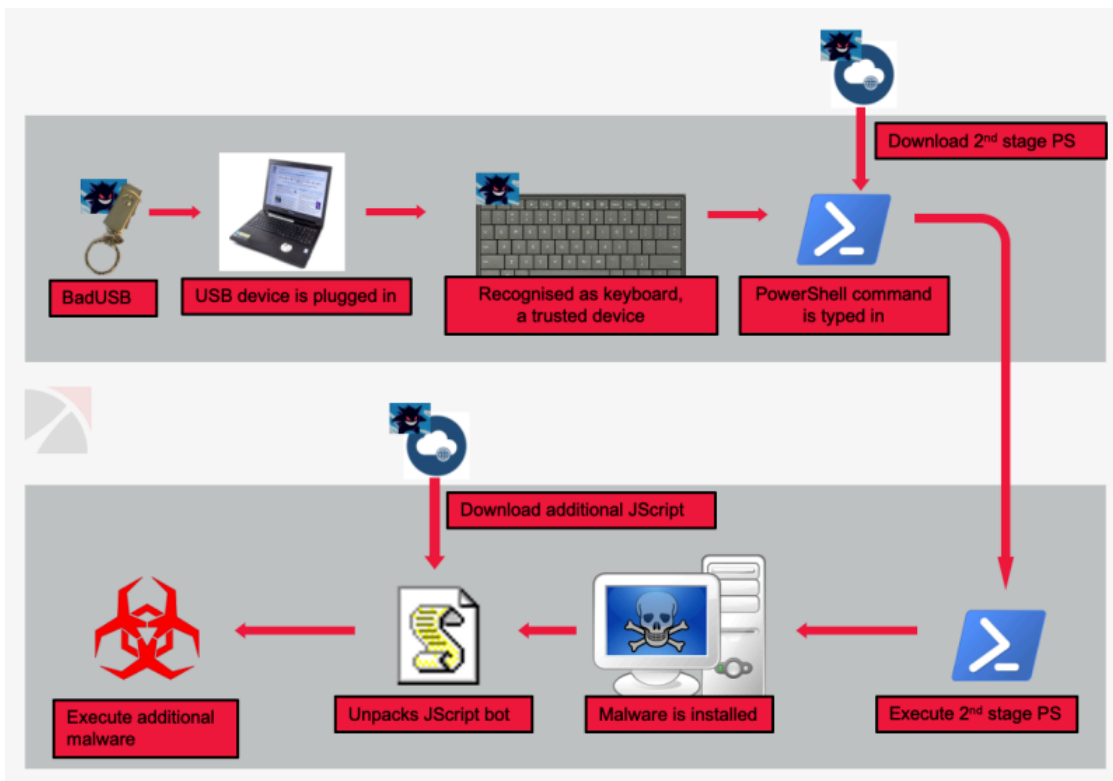 Download 2nd stage PS
BadUSB
USB device is plugged in
Recognised as keyboard,
a trusted device
PowerShell command
is typed in
Download additional JScript
Execute additional
malware
Unpacks JScript bot
Malware is installed
Execute 2nd stage PS